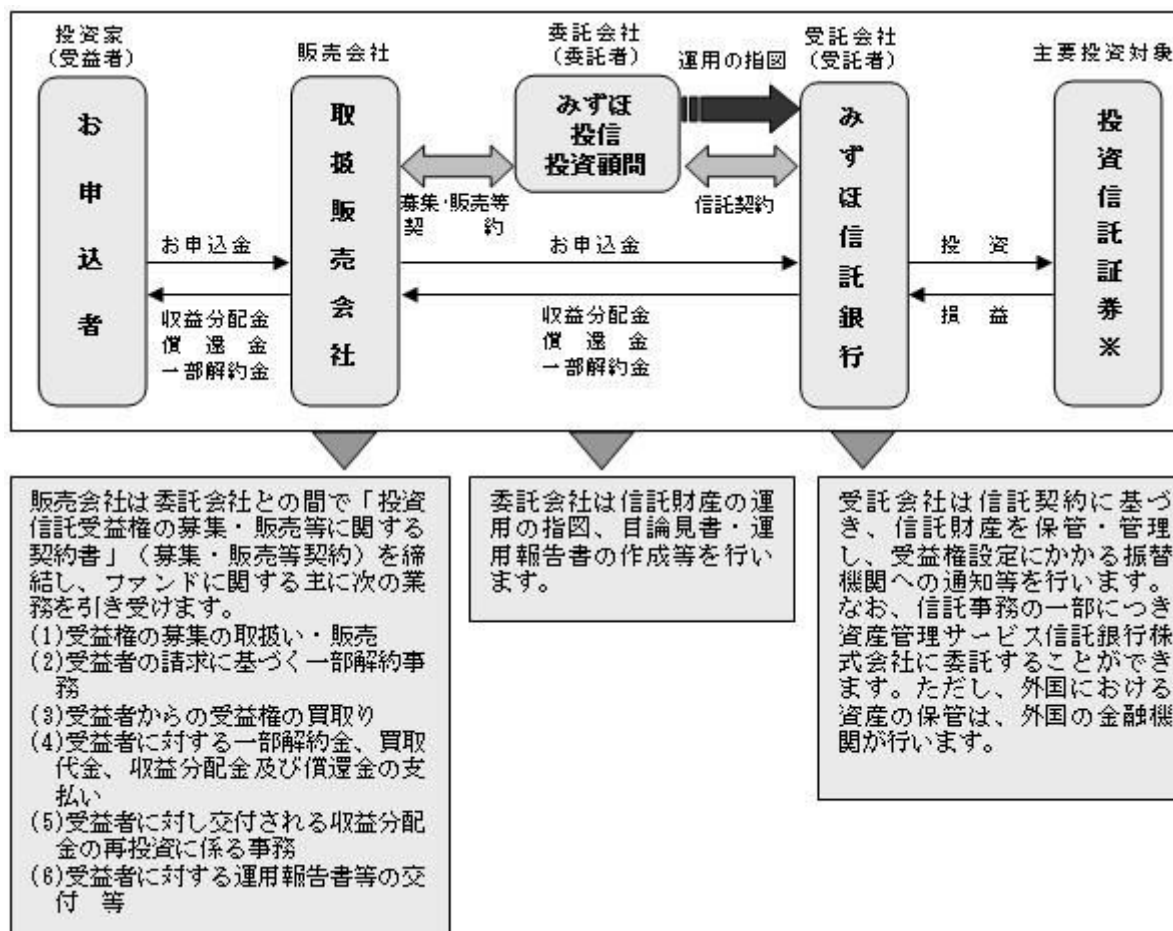 投資家
(受益者)
販売会社
委託会社
(委託者)
運用の指図
受託会社
(受託者)
主要投資対象
お申込者
取扱販売会社
みずほ
投信
投資顧問
みずほ信託銀行
投資信託証券※
募集・販売等
契 約
信託契約
お申込金
収益分配金
償 還 金
一部解約金
お申込金
収益分配金
償 還 金
一部解約金
投 資
損 益
販売会社は委託会社との間で「投資
信託受益権の募集・販売等に関する
契約書」(募集・販売等契約)を締
結し、ファンドに関する主に次の業
務を引き受けます。
(1)受益権の募集の取扱い・販売
(2)受益者の請求に基づく一部解約事
務
(3)受益者からの受益権の買取り
(4)受益者に対する一部解約金、買取
代金、収益分配金及び償還金の支
払い
(5)受益者に対し交付される収益分配
金の再投資に係る事務
(6)受益者に対する運用報告書等の交
付 等
委託会社は信託財産の運
用の指図、目論見書・運
用報告書の作成等を行い
ます。
受託会社は信託契約に基づ
き、信託財産を保管・管理
し、受益権設定にかかる振替
機関への通知等を行います。
なお、信託事務の一部につき
資産管理サービス信託銀行株
式会社に委託することができ
ます。ただし、外国における
資産の保管は、外国の金融機
関が行います。